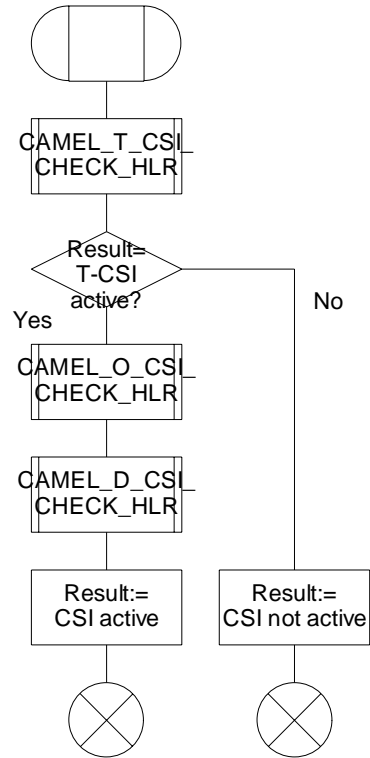 CAMEL_T_CSI_
CHECK_HLR
Result=
T-CSI
active?
Yes
No
CAMEL_O_CSI_
CHECK_HLR
CAMEL_D_CSI_
CHECK_HLR
Result:=
CSI active
Result:=
CSI not active